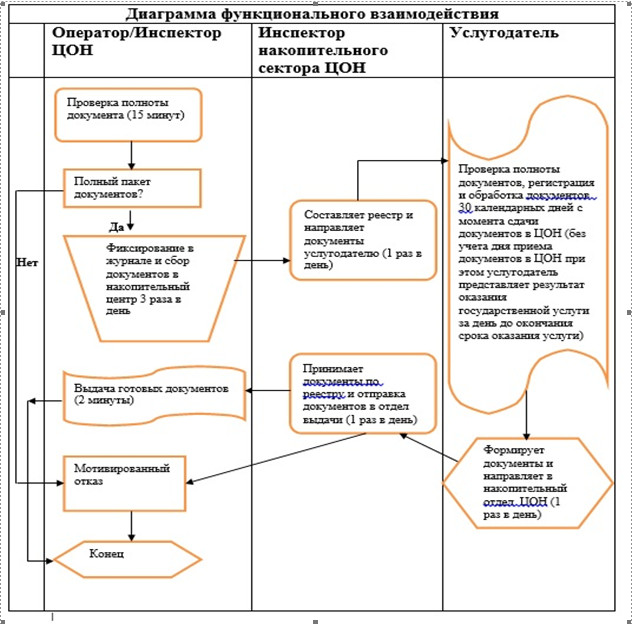 Диаграмма функционального взаимодействия
Оператор/Инспектор
ЦОН
Инспектор
накопительного
сектора ЦОН
Услугодатель
Проверка полноты
документа (15 минут)
Полный пакет
документов?
Да
Нет
Фиксирование в
журнале и сбор
документов в
накопительный
центр 3 раза в
день
Составляет реестр и
направляет
документы
услугодателю (1 раз в
день)
Проверка полноты
документов, регистрация
и обработка документов
30 календарных дней с
момента сдачи
документов в ЦОН (без
учета дня приема
документов в ЦОН при
этом услугодатель
представляет результат
оказания
государственной услуги
за день до окончания
срока оказания услуги)
Выдача готовых документов
(2 минуты)
Принимает
документы по
реестру и отправка
документов в отдел
выдачи (1 раз в день)
Формирует
документы и
направляет в
накопительный
отдел ЦОН (1
раз в день)
Мотивированный
отказ
Конец